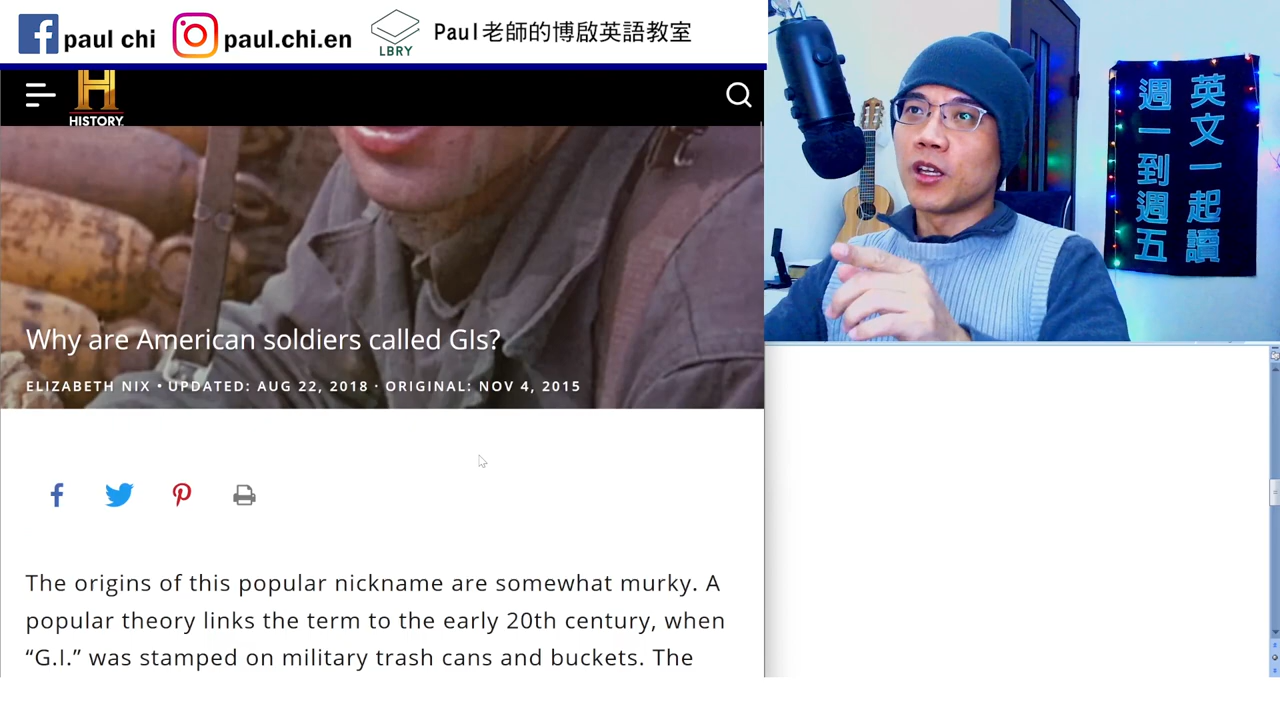 paul chi
paul.chi.en
LBRY
Paul老師的博啟英語教室
HISTORY.
Why are American soldiers called GIs?
ELIZABETH NIX • UPDATED: AUG 22, 2018 · ORIGINAL: NOV 4, 2015
The origins of this popular nickname are somewhat murky. A
popular theory links the term to the early 20th century, when
“G.I.” was stamped on military trash cans and buckets. The
英文一起讀
週一到週五